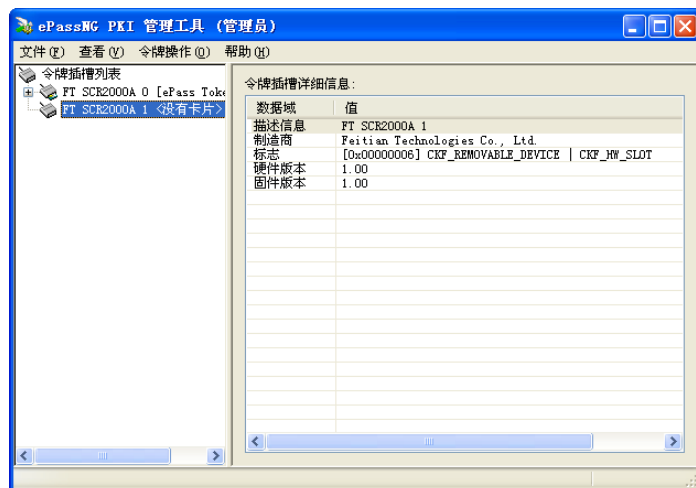 ePassNG PKI 管理工具 (管理员)
文件(F) 查看(V) 令牌操作(O) 帮助(H)
令牌插槽列表
FT SCR2000A 0 [ePass Toke
FT SCR2000A 1 <没有卡片>
令牌插槽详细信息:
数据域 值
描述信息 FT SCR2000A 1
制造商 Feitian Technologies Co., Ltd.
标志 [0x00000006] CKF_REMOVABLE_DEVICE | CKF_HW_SLOT
硬件版本 1.00
固件版本 1.00